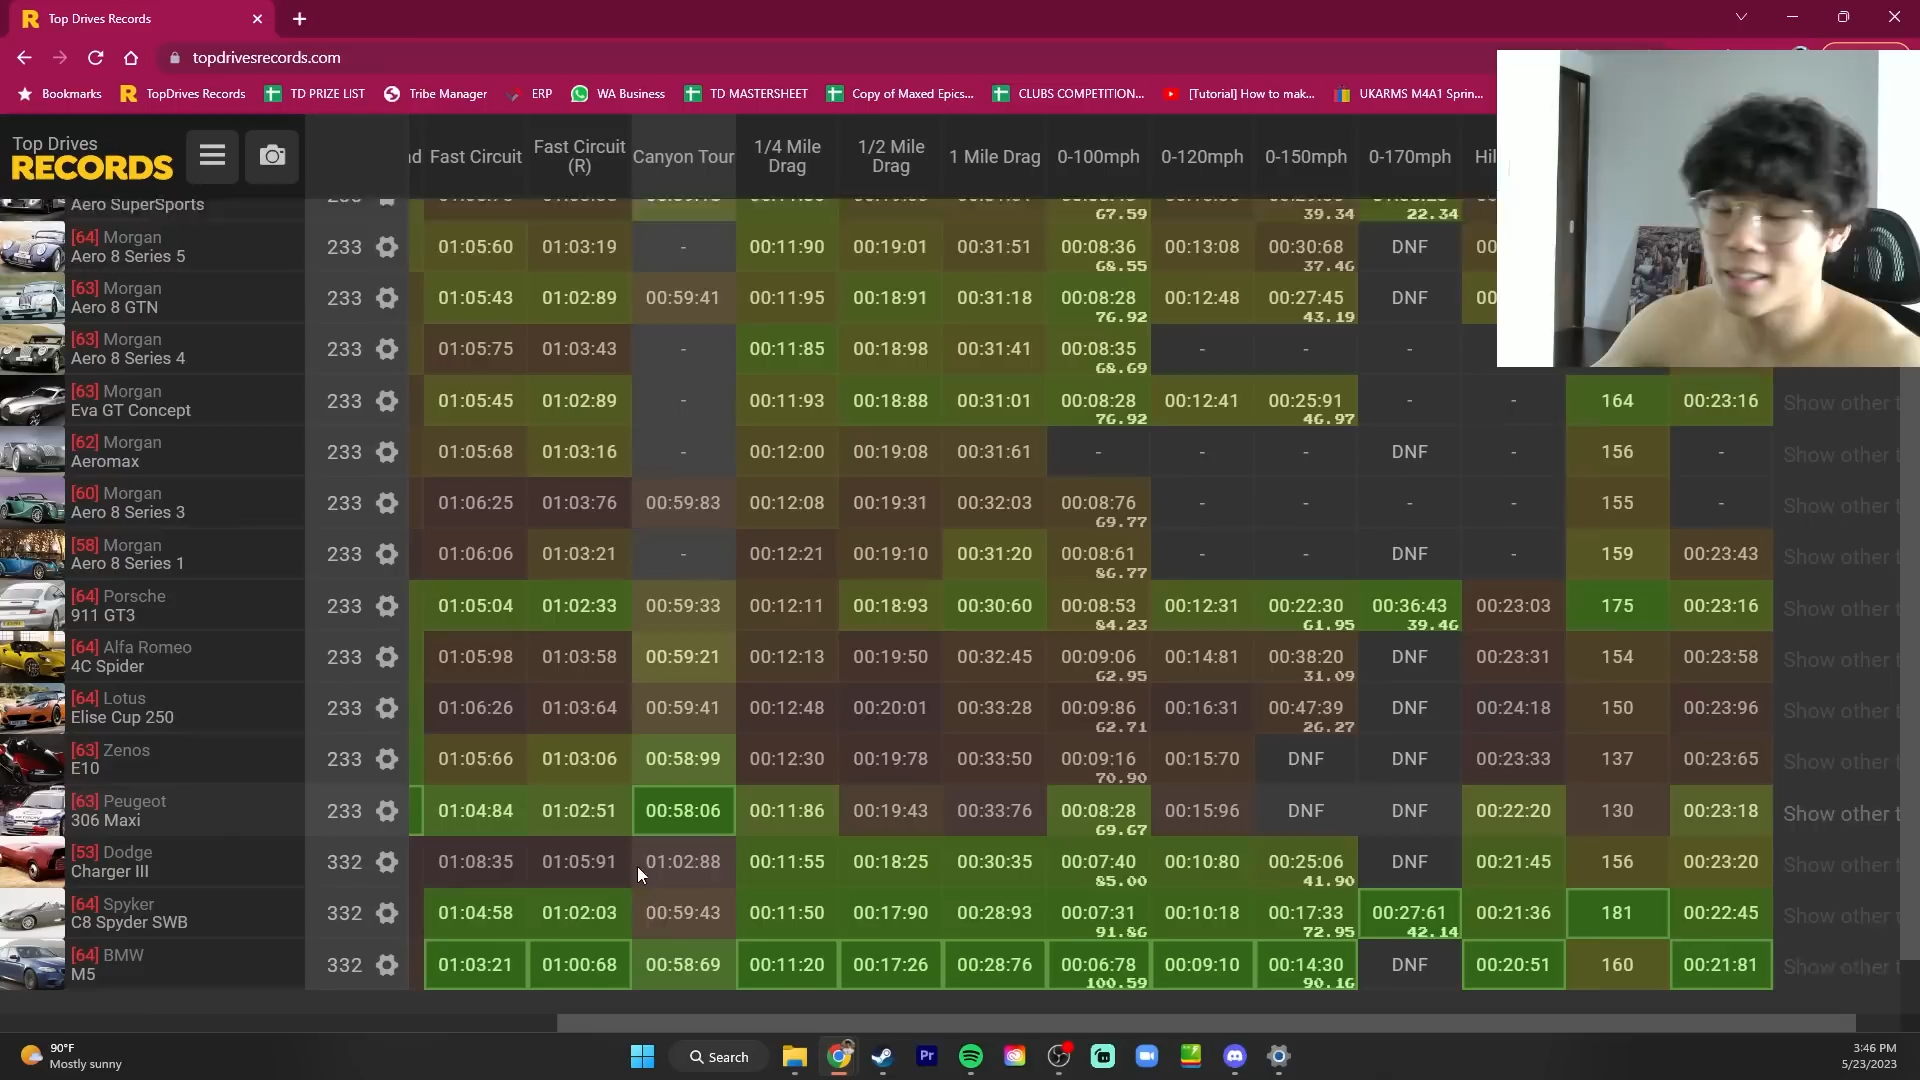 Top Drives Records
topdrivesrecords.com
Bookmarks TopDrives Records TD PRIZE LIST Tribe Manager ERP WA Business TD MASTERSHEET Copy of Maxed Epics... CLUBS COMPETITION... [Tutorial] How to mak... UKARMS M4A1 Sprin...
Top Drives
RECORDS
Fast Circuit Fast Circuit (R) Canyon Tour 1/4 Mile Drag 1/2 Mile Drag 1 Mile Drag 0-100mph 0-120mph 0-150mph 0-170mph
Aero SuperSports 67.59 39.34 22.34
[64] Morgan
Aero 8 Series 5 233 01:05:60 01:03:19 - 00:11:90 00:19:01 00:31:51 00:08:36 68.55 00:13:08 00:30:68 37.46 DNF 00
[63] Morgan
Aero 8 GTN 233 01:05:43 01:02:89 00:59:41 00:11:95 00:18:91 00:31:18 00:08:28 76.92 00:12:48 00:27:45 43.19 DNF 00
[63] Morgan
Aero 8 Series 4 233 01:05:75 01:03:43 - 00:11:85 00:18:98 00:31:41 00:08:35 68.69 - - - -
[63] Morgan
Eva GT Concept 233 01:05:45 01:02:89 - 00:11:93 00:18:88 00:31:01 00:08:28 76.92 00:12:41 00:25:91 46.97 - - 164 00:23:16 Show other t
[62] Morgan
Aeromax 233 01:05:68 01:03:16 - 00:12:00 00:19:08 00:31:61 - - - DNF - 156 - Show other t
[60] Morgan
Aero 8 Series 3 233 01:06:25 01:03:76 00:59:83 00:12:08 00:19:31 00:32:03 00:08:76 69.77 - - - - 155 - Show other t
[58] Morgan
Aero 8 Series 1 233 01:06:06 01:03:21 - 00:12:21 00:19:10 00:31:20 00:08:61 86.77 - - DNF - 159 00:23:43 Show other t
[64] Porsche
911 GT3 233 01:05:04 01:02:33 00:59:33 00:12:11 00:18:93 00:30:60 00:08:53 84.23 00:12:31 00:22:30 61.95 00:36:43 39.46 00:23:03 175 00:23:16 Show other t
[64] Alfa Romeo
4C Spider 233 01:05:98 01:03:58 00:59:21 00:12:13 00:19:50 00:32:45 00:09:06 62.95 00:14:81 00:38:20 31.09 DNF 00:23:31 154 00:23:58 Show other t
[64] Lotus
Elise Cup 250 233 01:06:26 01:03:64 00:59:41 00:12:48 00:20:01 00:33:28 00:09:86 62.71 00:16:31 00:47:39 26.27 DNF 00:24:18 150 00:23:96 Show other t
[63] Zenos
E10 233 01:05:66 01:03:06 00:58:99 00:12:30 00:19:78 00:33:50 00:09:16 70.90 00:15:70 DNF DNF 00:23:33 137 00:23:65 Show other t
[63] Peugeot
306 Maxi 233 01:04:84 01:02:51 00:58:06 00:11:86 00:19:43 00:33:76 00:08:28 69.67 00:15:96 DNF DNF 00:22:20 130 00:23:18 Show other t
[53] Dodge
Charger III 332 01:08:35 01:05:91 01:02:88 00:11:55 00:18:25 00:30:35 00:07:40 85.00 00:10:80 00:25:06 41.90 DNF 00:21:45 156 00:23:20 Show other t
[64] Spyker
C8 Spyder SWB 332 01:04:58 01:02:03 00:59:43 00:11:50 00:17:90 00:28:93 00:07:31 91.86 00:10:18 00:17:33 72.95 00:27:61 42.14 00:21:36 181 00:22:45 Show other t
[64] BMW
M5 332 01:03:21 01:00:68 00:58:69 00:11:20 00:17:26 00:28:76 00:06:78 100.59 00:09:10 00:14:30 90.16 DNF 00:20:51 160 00:21:81 Show other t
90°F
Mostly sunny
Search
3:46 PM
5/23/2023